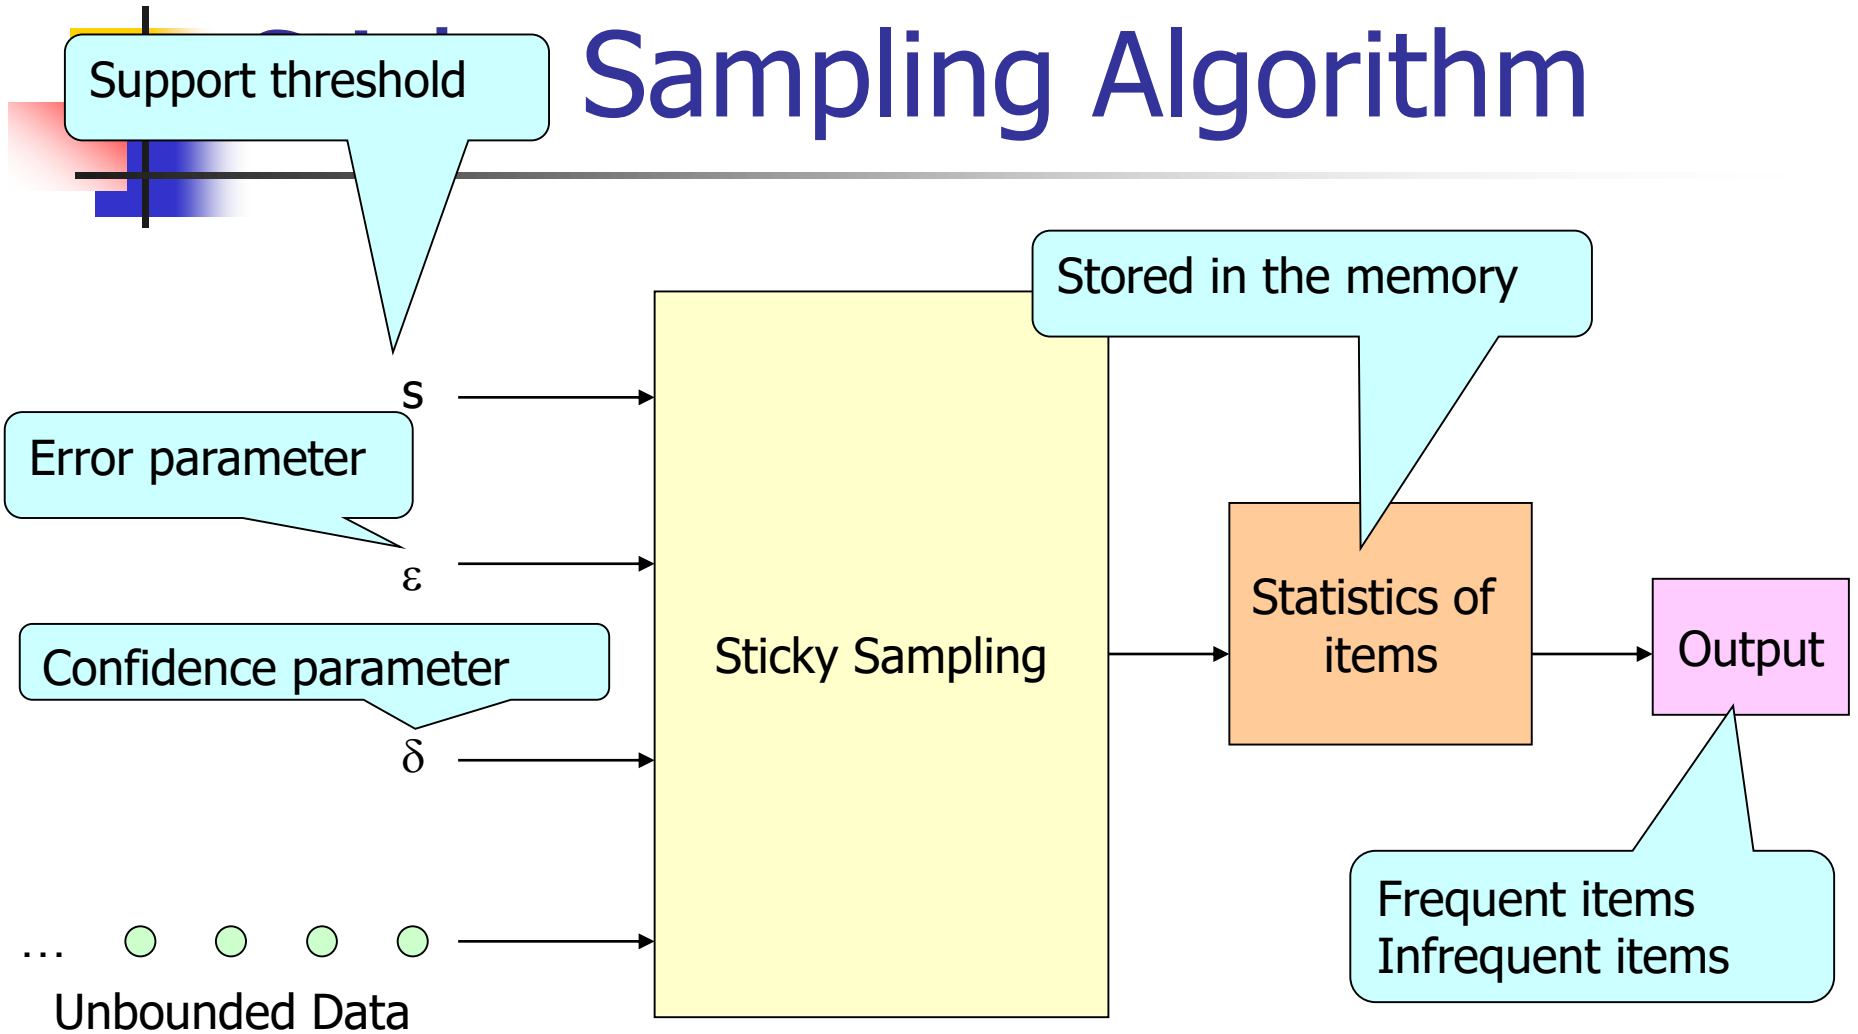 Sampling Algorithm
Support threshold
Stored in the memory
s
Error parameter
ε
Confidence parameter
δ
Sticky Sampling
Statistics of
items
Output
Frequent items
Infrequent items
...
Unbounded Data